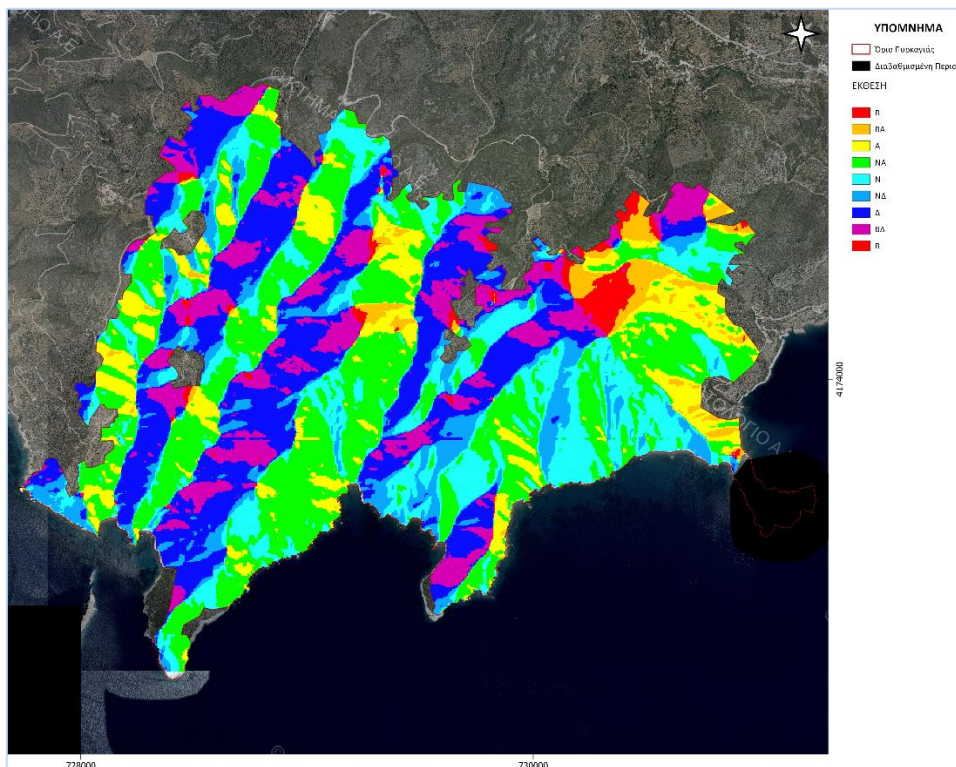 ΥΠΟΜΝΗΜΑ
Όριο Πυρκαγιάς
Διαβαθμισμένη Περιο
ΕΚΘΕΣΗ
Β
ΒΑ
Α
ΝΑ
Ν
ΝΔ
Δ
ΒΔ
Β
4174000
728000
730000